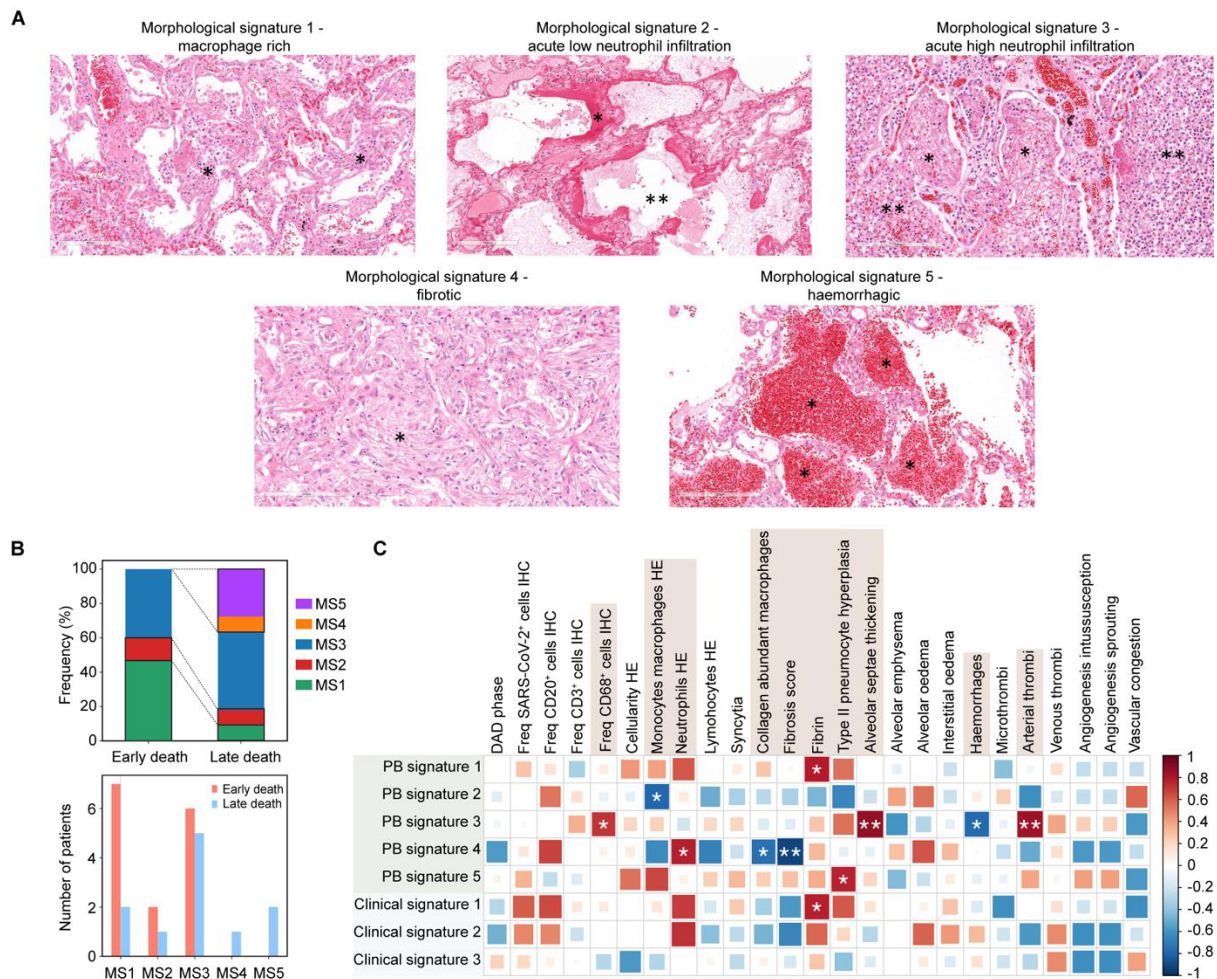 A
Morphological signature 1 -
macrophage rich
Morphological signature 2 -
acute low neutrophil infiltration
Morphological signature 3 -
acute high neutrophil infiltration
*
*
*
**
*
*
**
**
Morphological signature 4 -
fibrotic
Morphological signature 5 -
haemorrhagic
*
*
*
*
*
B
Frequency (%)
100
80
60
40
20
0
Early death
Late death
MS5
MS4
MS3
MS2
MS1
Number of patients
6
4
2
0
Early death
Late death
MS1
MS2
MS3
MS4
MS5
C
DAD phase
Freq SARS-CoV-2⁺ cells IHC
Freq CD20⁺ cells IHC
Freq CD3⁺ cells IHC
Freq CD68⁺ cells IHC
Cellularity HE
Monocytes macrophages HE
Neutrophils HE
Lymohocytes HE
Syncytia
Collagen abundant macrophages
Fibrosis score
Fibrin
Type II pneumocyte hyperplasia
Alveolar septae thickening
Alveolar emphysema
Alveolar oedema
Interstitial oedema
Haemorrhages
Microthrombi
Arterial thrombi
Venous thrombi
Angiogenesis intussusception
Angiogenesis sprouting
Vascular congestion
PB signature 1
*
PB signature 2
*
PB signature 3
* ** * **
PB signature 4
* * **
PB signature 5
*
Clinical signature 1
*
Clinical signature 2
Clinical signature 3
1
0.8
0.6
0.4
0.2
0
-0.2
-0.4
-0.6
-0.8
-1